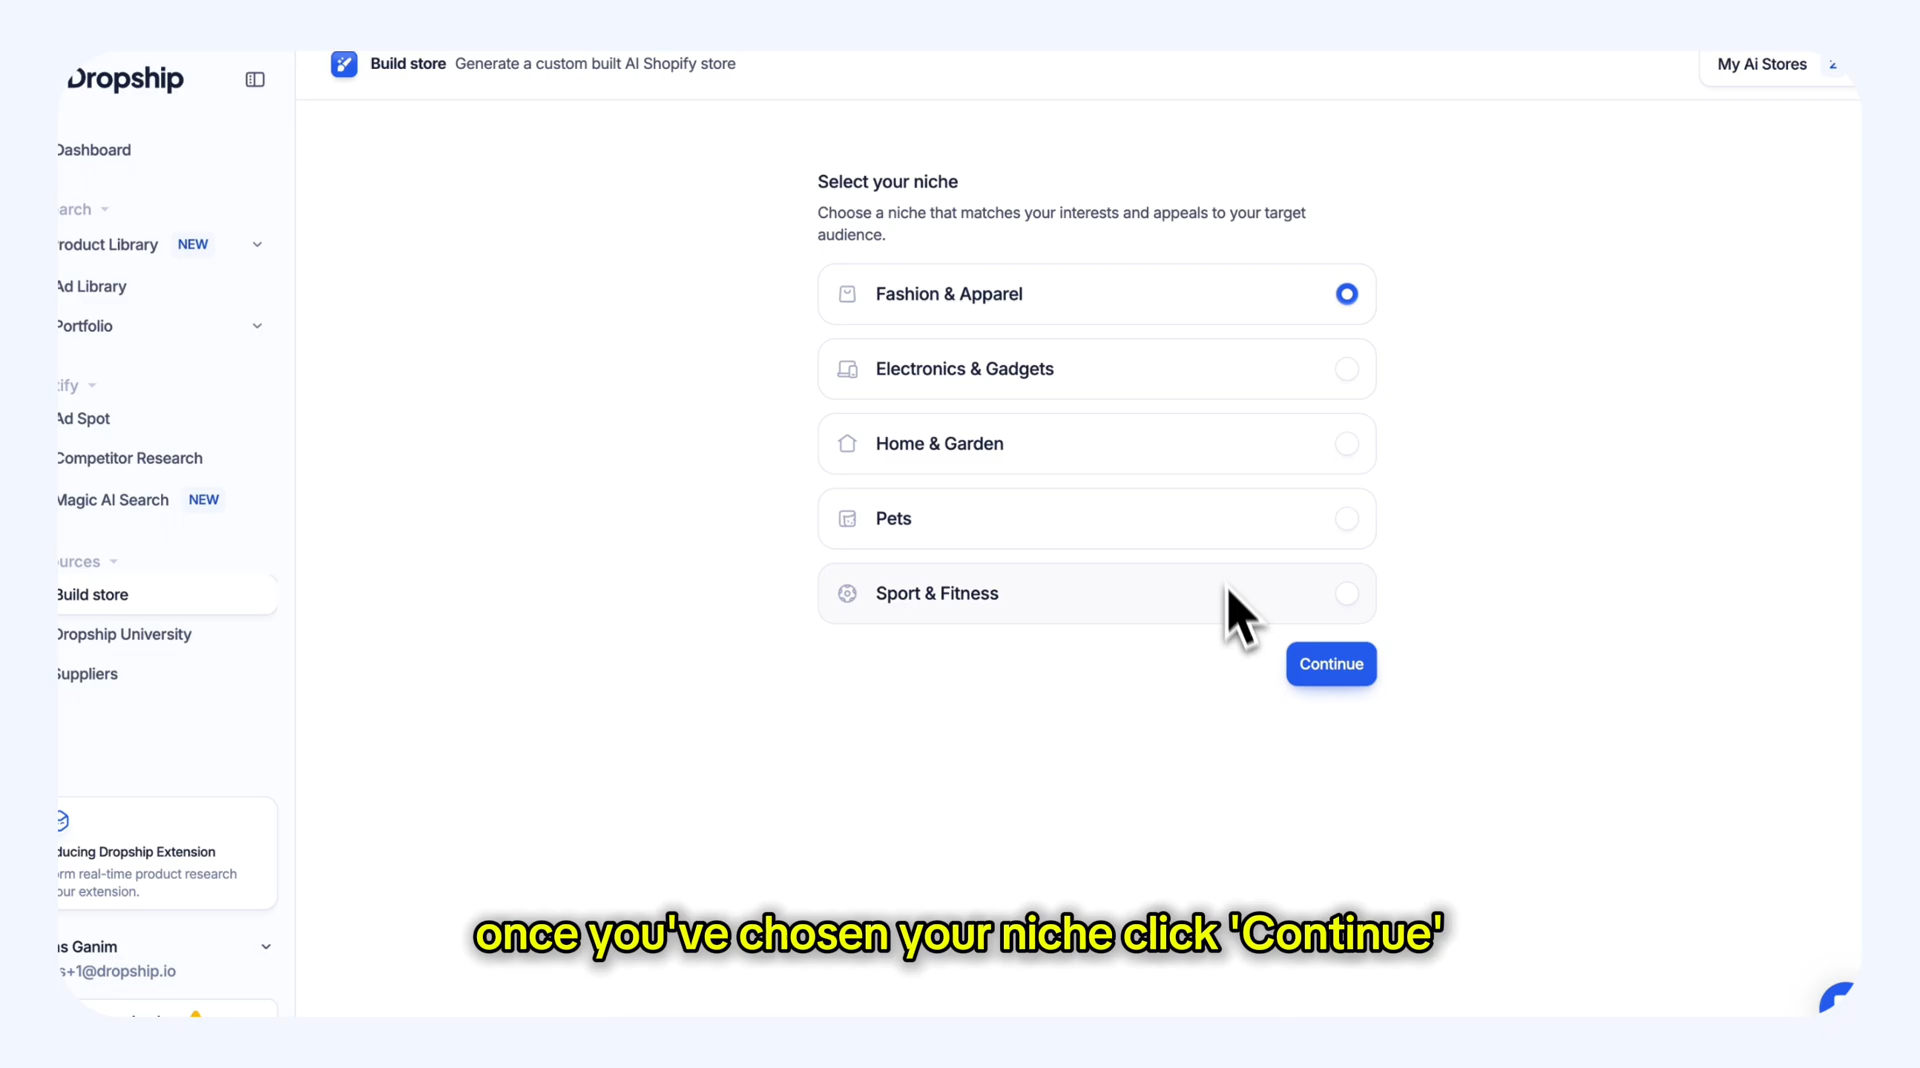 Dropship
Build store Generate a custom built AI Shopify store
My Ai Stores 2
Dashboard
arch
roduct Library NEW
Ad Library
Portfolio
tify
Ad Spot
Competitor Research
Magic AI Search NEW
urces
Build store
Dropship University
Suppliers
ducing Dropship Extension
rm real-time product research
our extension.
as Ganim
s+1@dropship.io
Select your niche
Choose a niche that matches your interests and appeals to your target
audience.
Fashion & Apparel
Electronics & Gadgets
Home & Garden
Pets
Sport & Fitness
Continue
once you've chosen your niche click 'Continue'